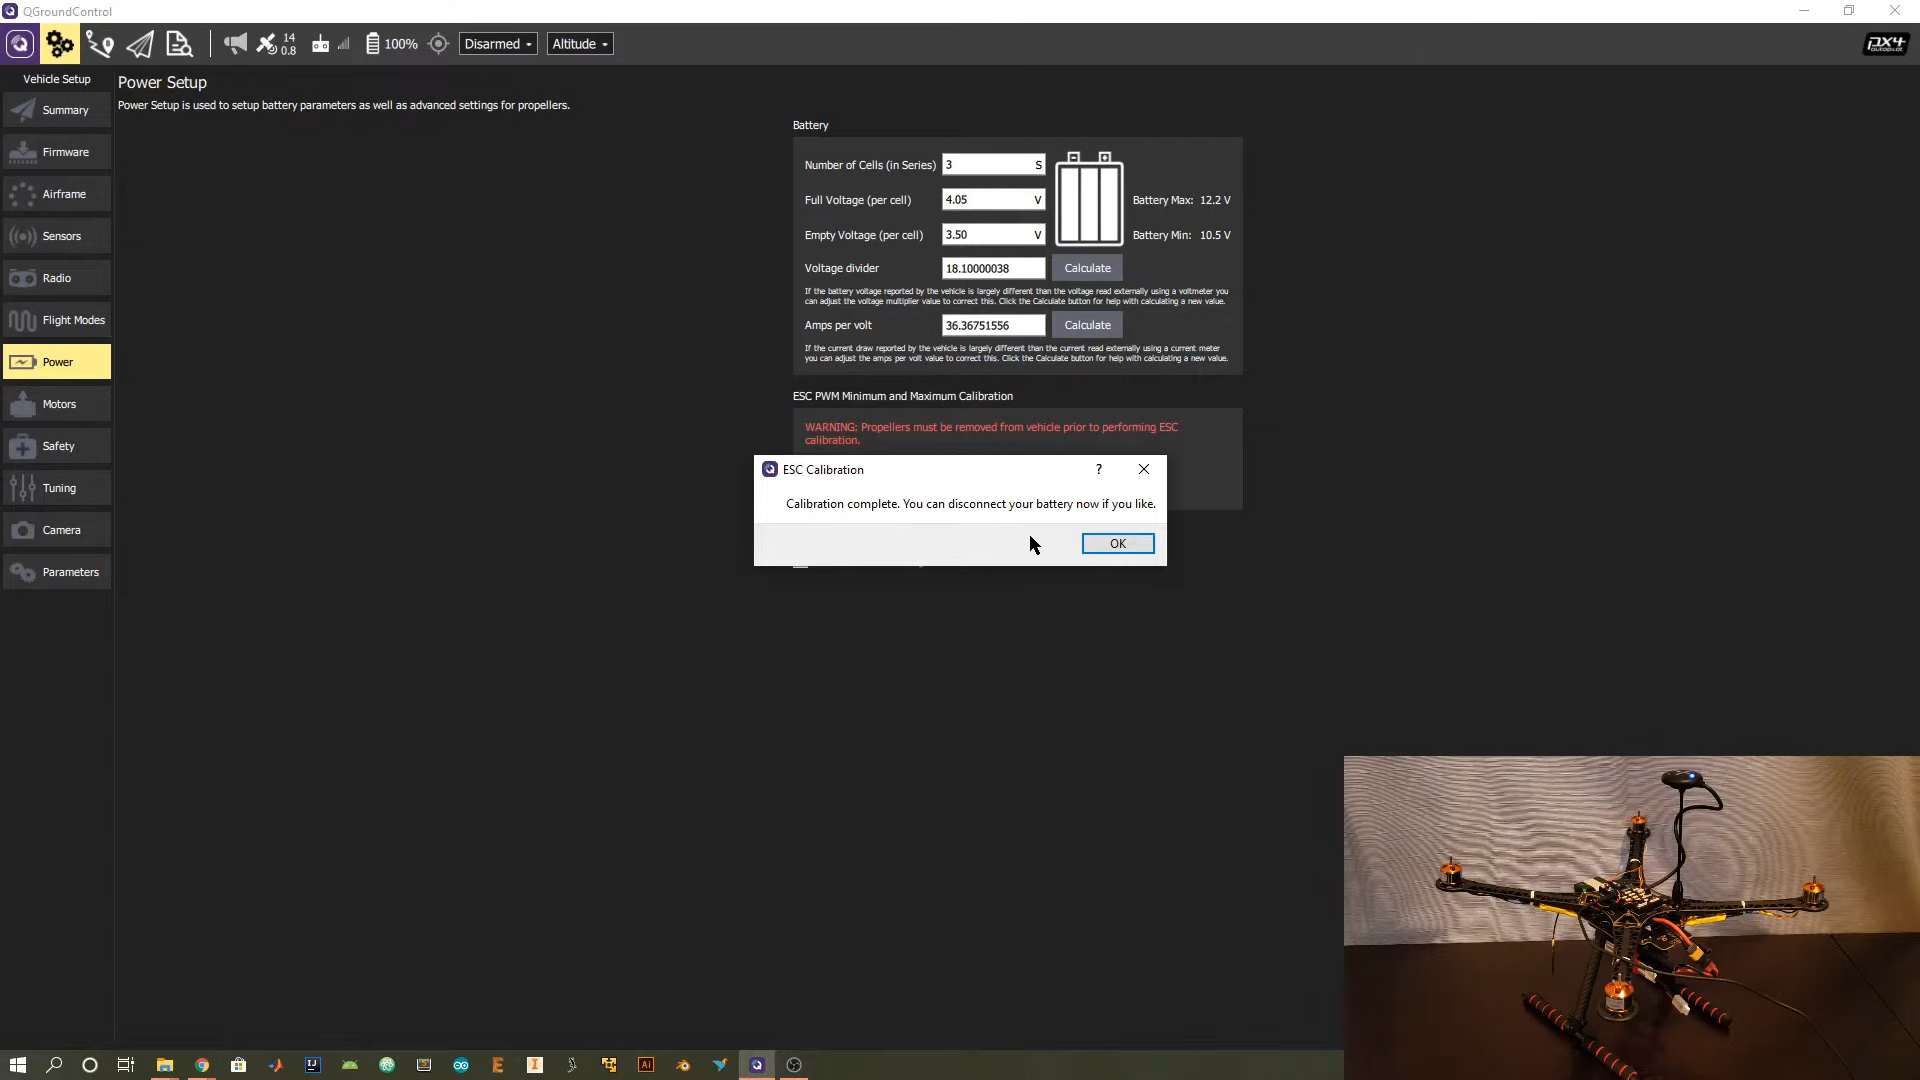 QGroundControl
14
0.8
100%
Disarmed
Altitude
PX4
autopilot
Vehicle Setup
Summary
Firmware
Airframe
Sensors
Radio
Flight Modes
Power
Motors
Safety
Tuning
Camera
Parameters
Power Setup
Power Setup is used to setup battery parameters as well as advanced settings for propellers.
Battery
Number of Cells (in Series) 3 S
Full Voltage (per cell) 4.05 V Battery Max: 12.2 V
Empty Voltage (per cell) 3.50 V Battery Min: 10.5 V
Voltage divider 18.10000038 Calculate
If the battery voltage reported by the vehicle is largely different than the voltage read externally using a voltmeter you
can adjust the voltage multiplier value to correct this. Click the Calculate button for help with calculating a new value.
Amps per volt 36.36751556 Calculate
If the current draw reported by the vehicle is largely different than the current read externally using a current meter
you can adjust the amps per volt value to correct this. Click the Calculate button for help with calculating a new value.
ESC PWM Minimum and Maximum Calibration
WARNING: Propellers must be removed from vehicle prior to performing ESC
calibration.
ESC Calibration ?
Calibration complete. You can disconnect your battery now if you like.
OK
IJ
E
I
Ai